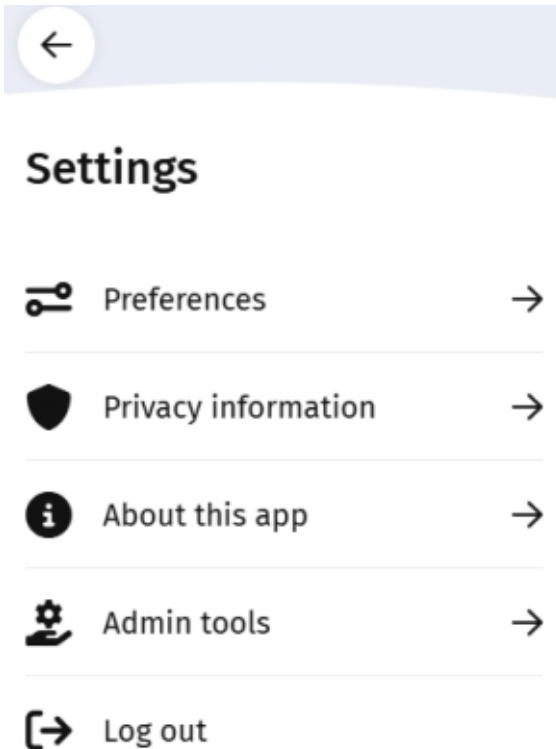 Settings
Preferences
Privacy information
About this app
Admin tools
Log out